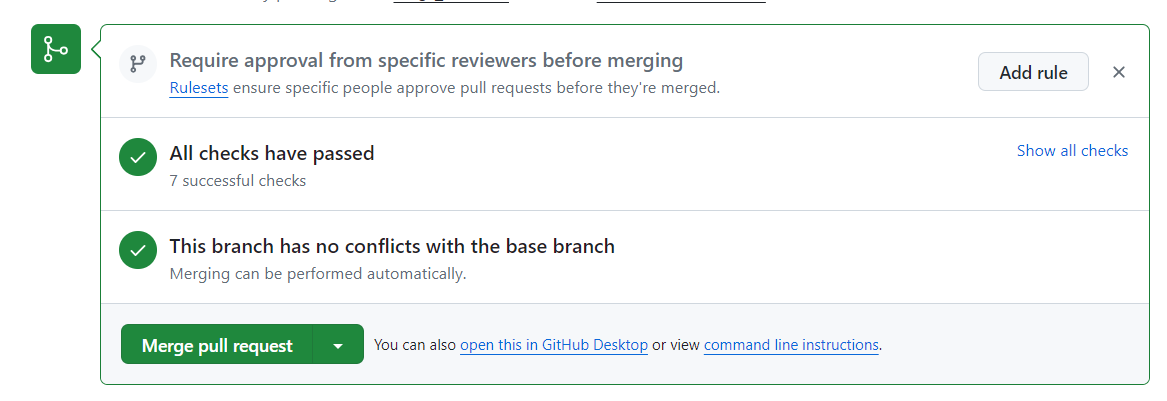 Require approval from specific reviewers before merging
Add rule
Rulesets ensure specific people approve pull requests before they're merged.
All checks have passed
Show all checks
7 successful checks
This branch has no conflicts with the base branch
Merging can be performed automatically.
Merge pull request
You can also open this in GitHub Desktop or view command line instructions.